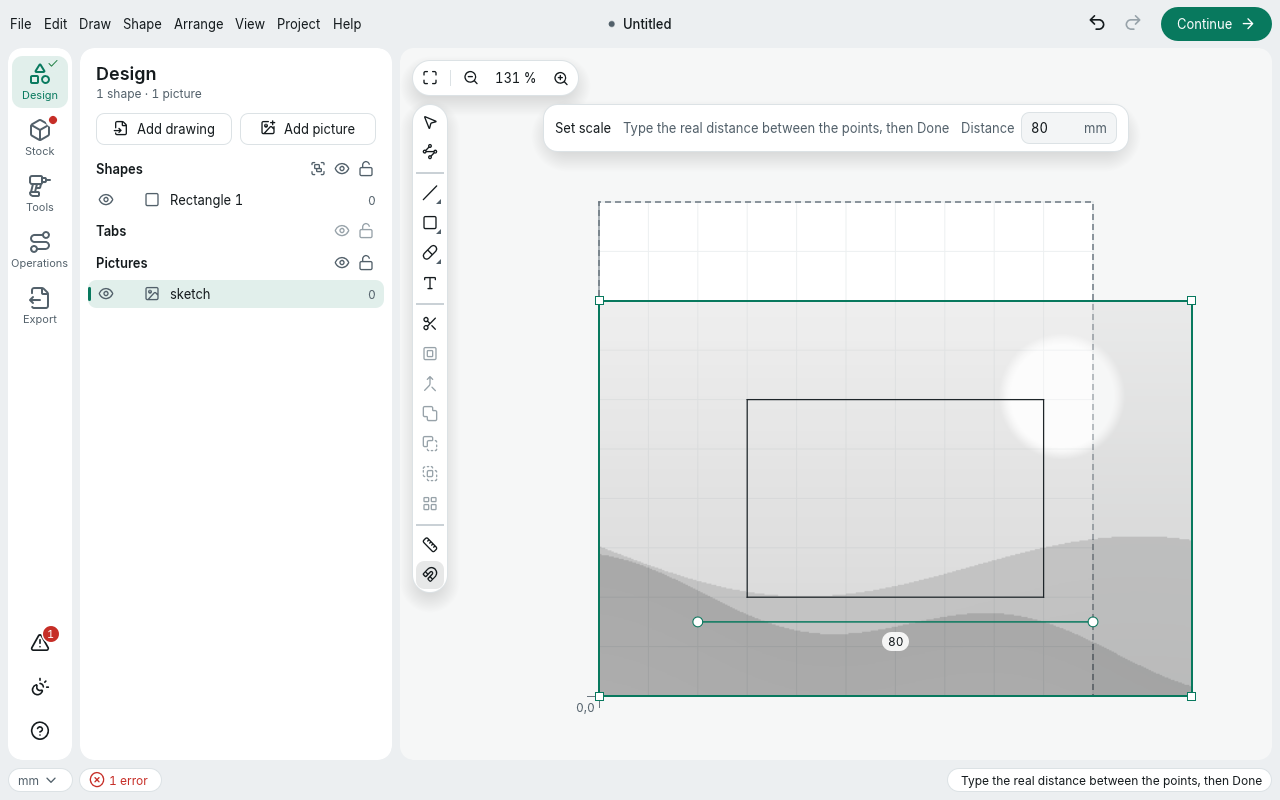 File Edit Draw Shape Arrange View Project Help
Untitled
Continue
Design
Stock
Tools
Operations
Export
1
Design
1 shape · 1 picture
Add drawing
Add picture
Shapes
Rectangle 1 0
Tabs
Pictures
sketch 0
131 %
Set scale Type the real distance between the points, then Done Distance 80 mm
80
0,0
mm
1 error
Type the real distance between the points, then Done